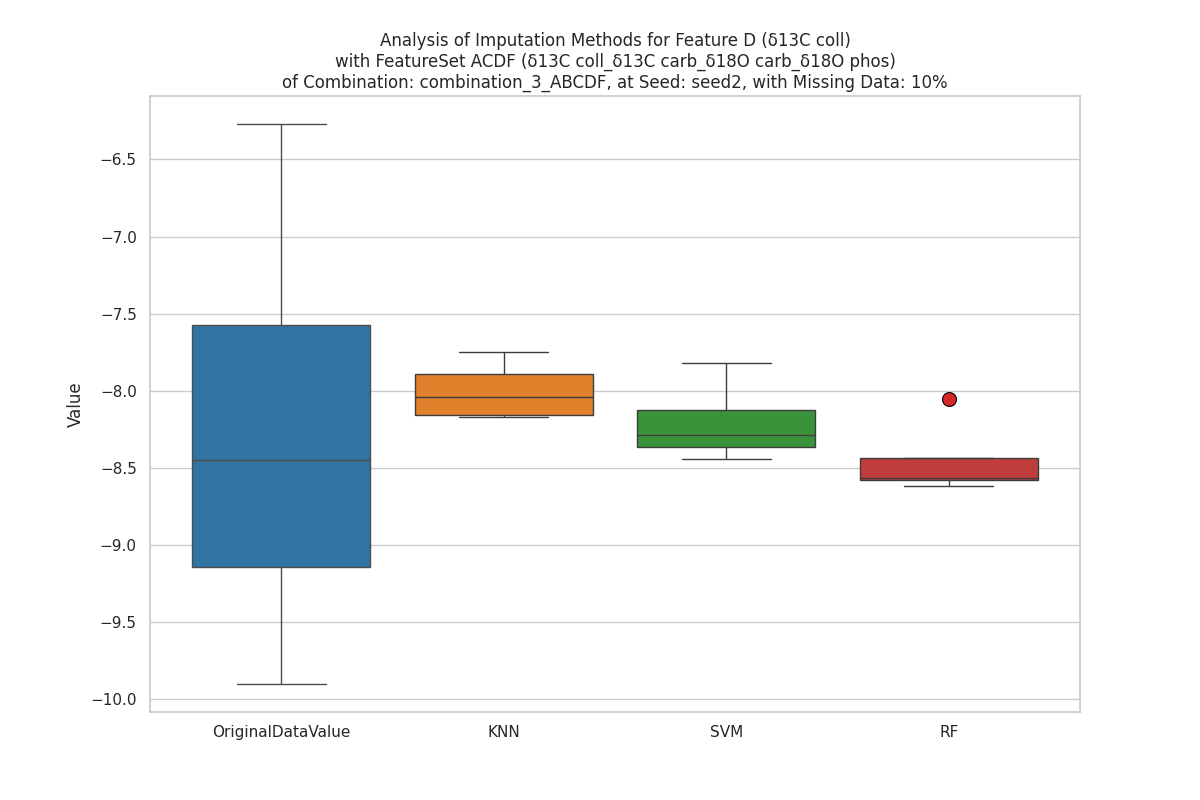 Analysis of Imputation Methods for Feature D (δ13C coll)
with FeatureSet ACDF (δ13C coll_δ13C carb_δ18O carb_δ18O phos)
of Combination: combination_3_ABCDF, at Seed: seed2, with Missing Data: 10%
Value
−6.5
−7.0
−7.5
−8.0
−8.5
−9.0
−9.5
−10.0
OriginalDataValue
KNN
SVM
RF